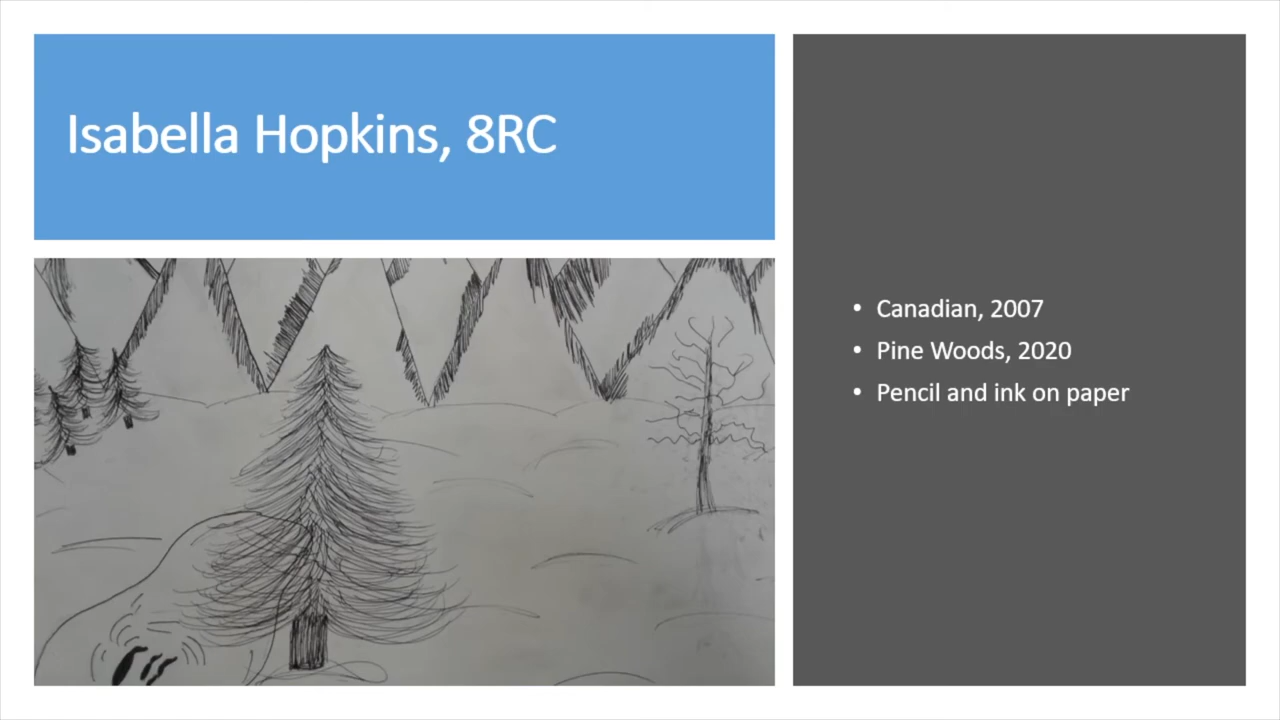 Isabella Hopkins, 8RC
• Canadian, 2007
• Pine Woods, 2020
• Pencil and ink on paper